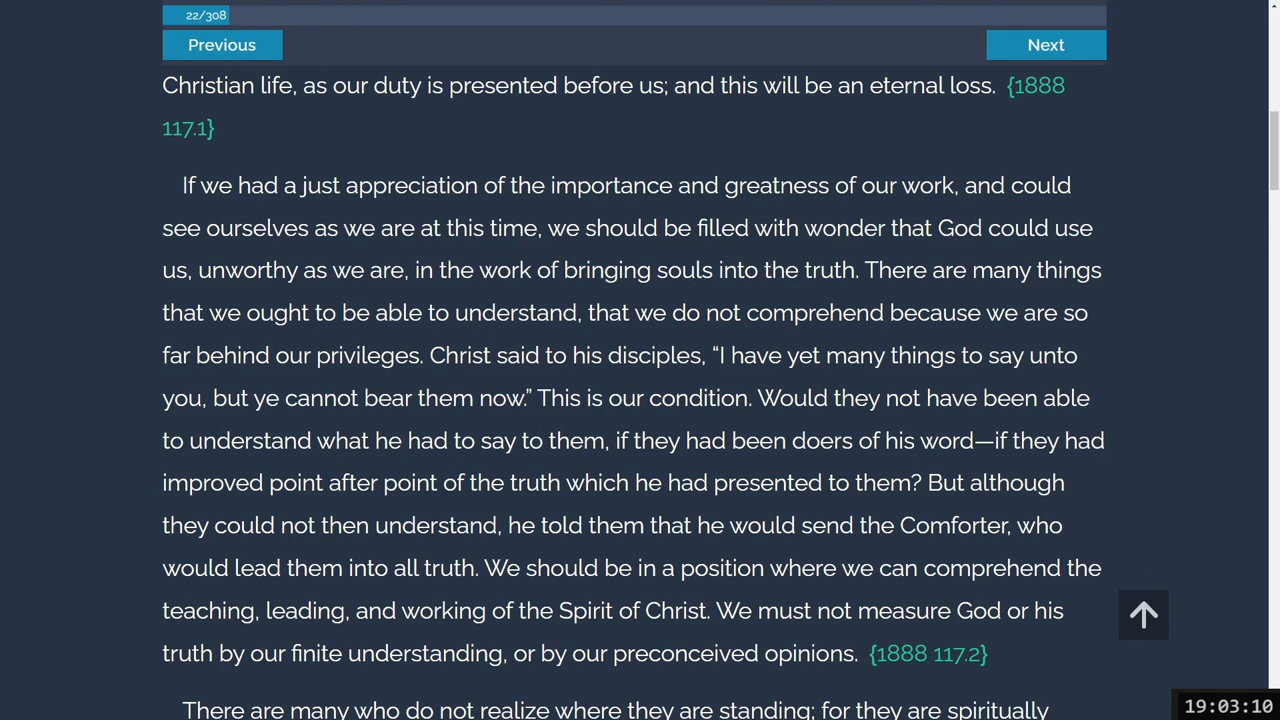 22/308
Previous
Next
Christian life, as our duty is presented before us; and this will be an eternal loss. {1888
117.1}
If we had a just appreciation of the importance and greatness of our work, and could
see ourselves as we are at this time, we should be filled with wonder that God could use
us, unworthy as we are, in the work of bringing souls into the truth. There are many things
that we ought to be able to understand, that we do not comprehend because we are so
far behind our privileges. Christ said to his disciples, “I have yet many things to say unto
you, but ye cannot bear them now.” This is our condition. Would they not have been able
to understand what he had to say to them, if they had been doers of his word—if they had
improved point after point of the truth which he had presented to them? But although
they could not then understand, he told them that he would send the Comforter, who
would lead them into all truth. We should be in a position where we can comprehend the
teaching, leading, and working of the Spirit of Christ. We must not measure God or his
truth by our finite understanding, or by our preconceived opinions. {1888 117.2}
There are many who do not realize where they are standing; for they are spiritually
19:03:10